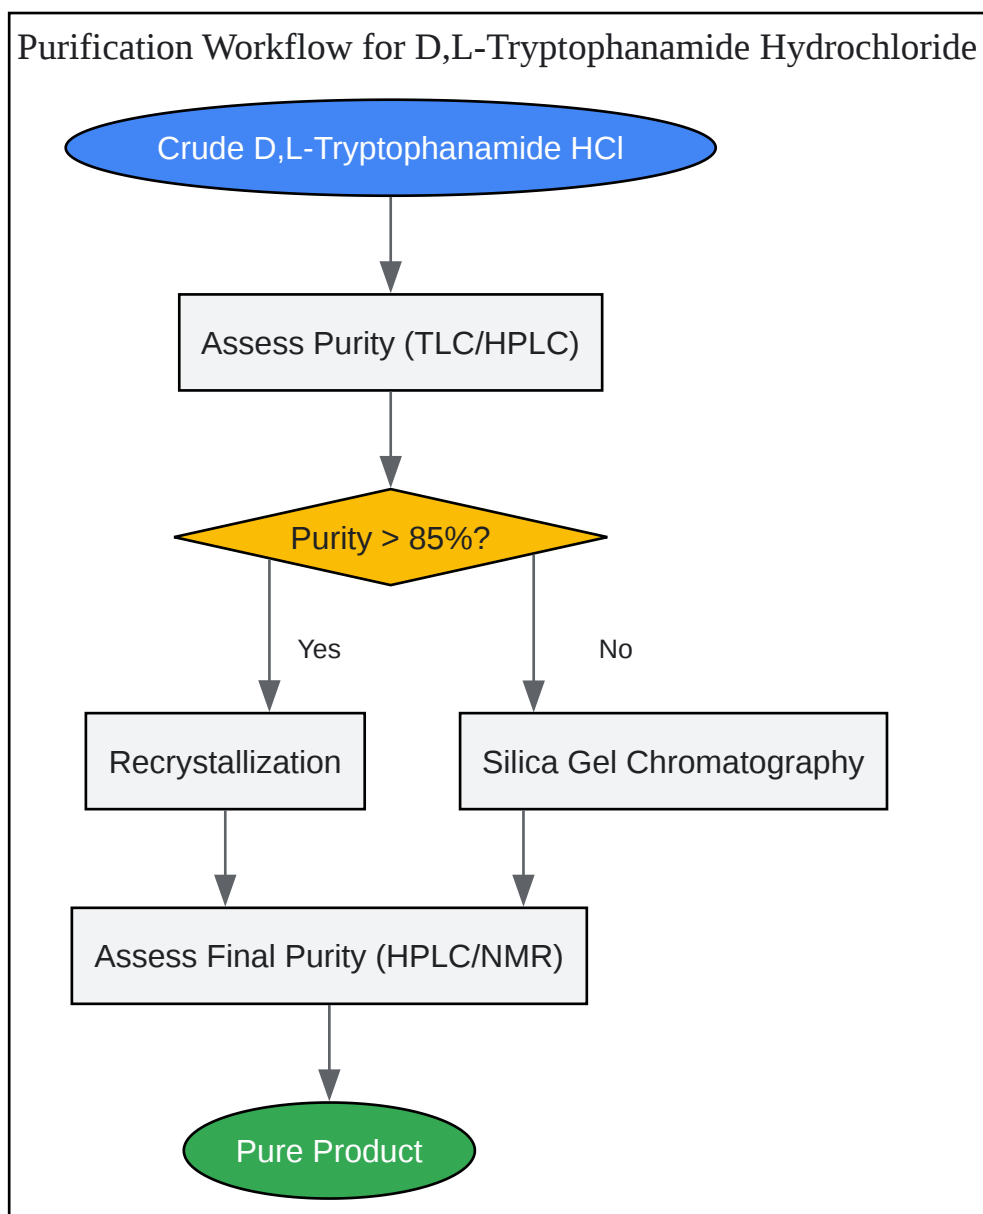 Purification Workflow for D,L-Tryptophanamide Hydrochloride
Crude D,L-Tryptophanamide HCl
Assess Purity (TLC/HPLC)
Purity > 85%?
Yes
No
Recrystallization
Silica Gel Chromatography
Assess Final Purity (HPLC/NMR)
Pure Product